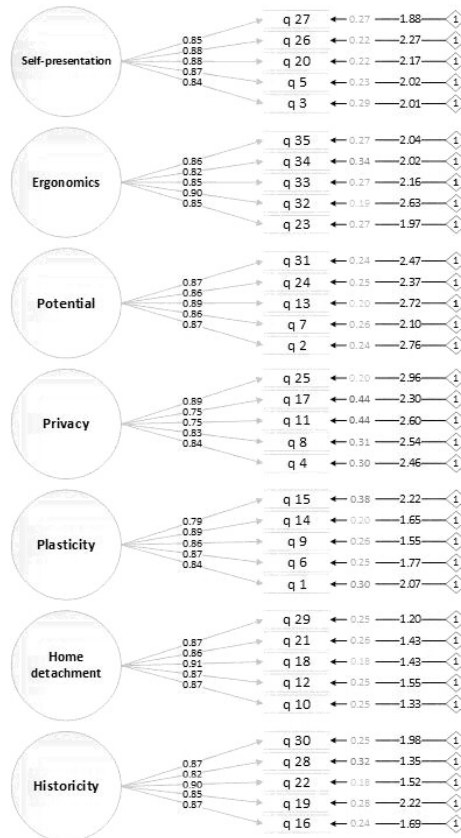 Self-presentation
0.85
0.88
0.88
0.87
0.84
q 27 0.27 1.88 1
q 26 0.22 2.27 1
q 20 0.22 2.17 1
q 5 0.23 2.02 1
q 3 0.29 2.01 1
Ergonomics
0.86
0.82
0.85
0.90
0.85
q 35 0.27 2.04 1
q 34 0.34 2.02 1
q 33 0.27 2.16 1
q 32 0.19 2.63 1
q 23 0.27 1.97 1
Potential
0.87
0.86
0.89
0.86
0.87
q 31 0.24 2.47 1
q 24 0.25 2.37 1
q 13 0.20 2.72 1
q 7 0.26 2.10 1
q 2 0.24 2.76 1
Privacy
0.89
0.75
0.75
0.83
0.84
q 25 0.20 2.96 1
q 17 0.44 2.30 1
q 11 0.44 2.60 1
q 8 0.31 2.54 1
q 4 0.30 2.46 1
Plasticity
0.79
0.89
0.86
0.87
0.84
q 15 0.38 2.22 1
q 14 0.20 1.65 1
q 9 0.26 1.55 1
q 6 0.25 1.77 1
q 1 0.30 2.07 1
Home
detachment
0.87
0.86
0.91
0.87
0.87
q 29 0.25 1.20 1
q 21 0.26 1.43 1
q 18 0.18 1.43 1
q 12 0.25 1.55 1
q 10 0.25 1.33 1
Historicity
0.87
0.82
0.90
0.85
0.87
q 30 0.25 1.98 1
q 28 0.32 1.35 1
q 22 0.18 1.52 1
q 19 0.28 2.22 1
q 16 0.24 1.69 1